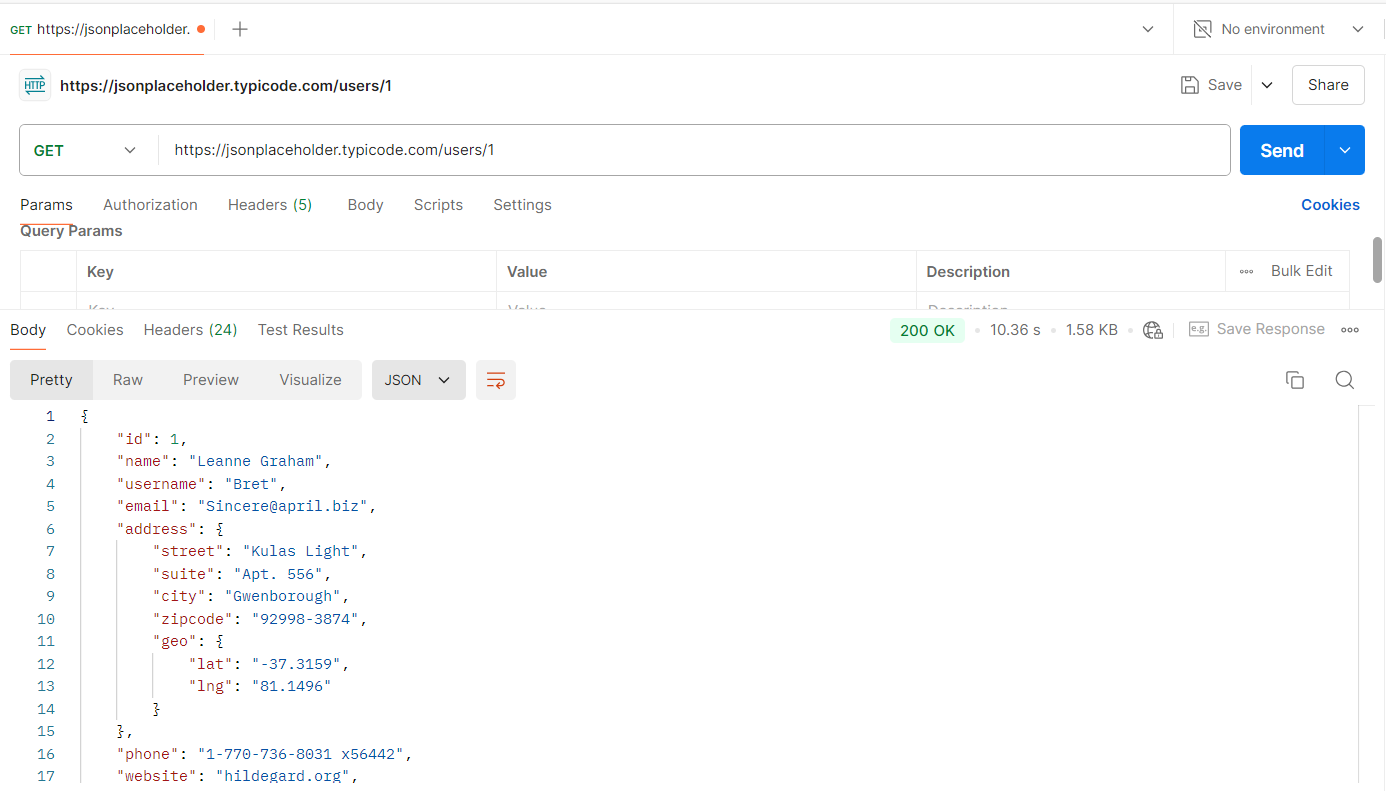 GET https://jsonplaceholder.
No environment
HTTP https://jsonplaceholder.typicode.com/users/1
Save
Share
GET
https://jsonplaceholder.typicode.com/users/1
Send
Params Authorization Headers (5) Body Scripts Settings Cookies
Query Params
Key Value Description Bulk Edit
Key Value Description
Body Cookies Headers (24) Test Results 200 OK 10.36 s 1.58 KB e.g. Save Response
Pretty Raw Preview Visualize JSON
1 {
2 "id": 1,
3 "name": "Leanne Graham",
4 "username": "Bret",
5 "email": "Sincere@april.biz",
6 "address": {
7 "street": "Kulas Light",
8 "suite": "Apt. 556",
9 "city": "Gwenborough",
10 "zipcode": "92998-3874",
11 "geo": {
12 "lat": "-37.3159",
13 "lng": "81.1496"
14 }
15 },
16 "phone": "1-770-736-8031 x56442",
17 "website": "hildegard.org",